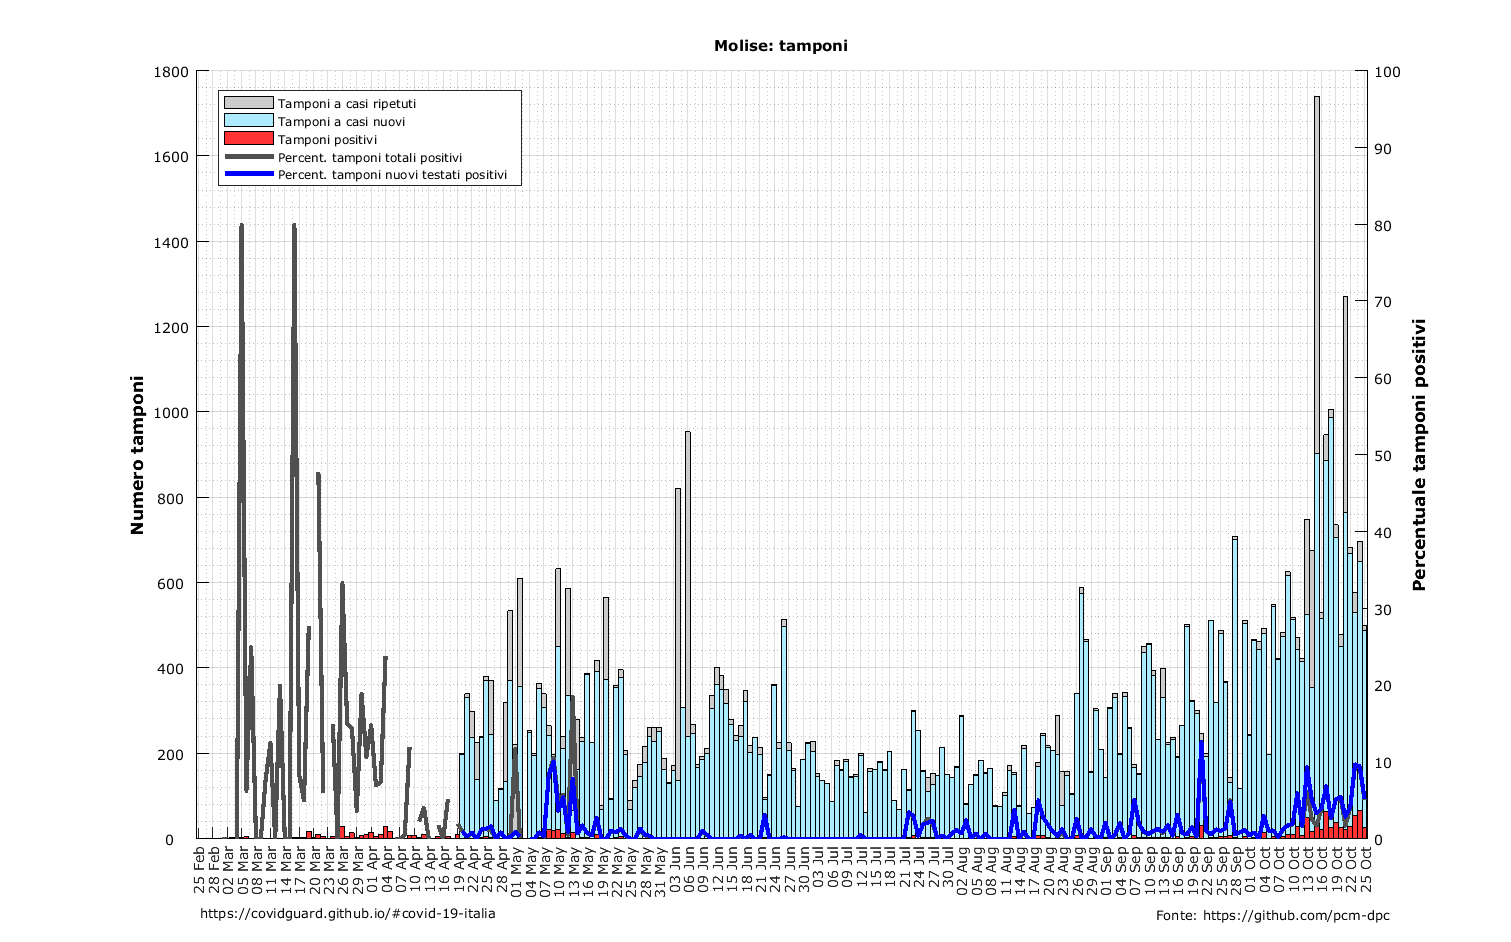 Molise: tamponi
1800
1600
1400
1200
1000
800
600
400
200
0
Numero tamponi
Tamponi a casi ripetuti
Tamponi a casi nuovi
Tamponi positivi
Percent. tamponi totali positivi
Percent. tamponi nuovi testati positivi
100
90
80
70
60
50
40
30
20
10
0
Percentuale tamponi positivi
25 Feb
28 Feb
02 Mar
05 Mar
08 Mar
11 Mar
14 Mar
17 Mar
20 Mar
23 Mar
26 Mar
29 Mar
01 Apr
04 Apr
07 Apr
10 Apr
13 Apr
16 Apr
19 Apr
22 Apr
25 Apr
28 Apr
01 May
04 May
07 May
10 May
13 May
16 May
19 May
22 May
25 May
28 May
31 May
03 Jun
06 Jun
09 Jun
12 Jun
15 Jun
18 Jun
21 Jun
24 Jun
27 Jun
30 Jun
03 Jul
06 Jul
09 Jul
12 Jul
15 Jul
18 Jul
21 Jul
24 Jul
27 Jul
30 Jul
02 Aug
05 Aug
08 Aug
11 Aug
14 Aug
17 Aug
20 Aug
23 Aug
26 Aug
29 Aug
01 Sep
04 Sep
07 Sep
10 Sep
13 Sep
16 Sep
19 Sep
22 Sep
25 Sep
28 Sep
01 Oct
04 Oct
07 Oct
10 Oct
13 Oct
16 Oct
19 Oct
22 Oct
25 Oct
https://covidguard.github.io/#covid-19-italia
Fonte: https://github.com/pcm-dpc